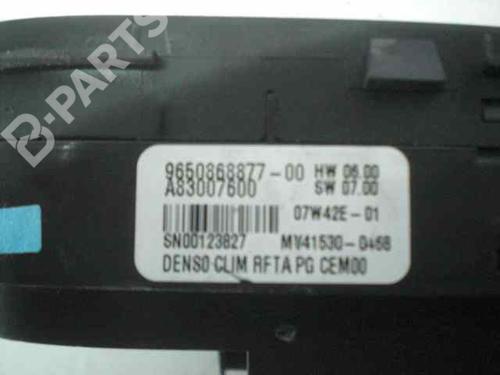 B-PARTS
9650868877-00 HW 06.00
A83007600 SW 07.00
07W42E-01
SN00123827 MV41530-0458
DENSO CLIM RFTA PG CEM00